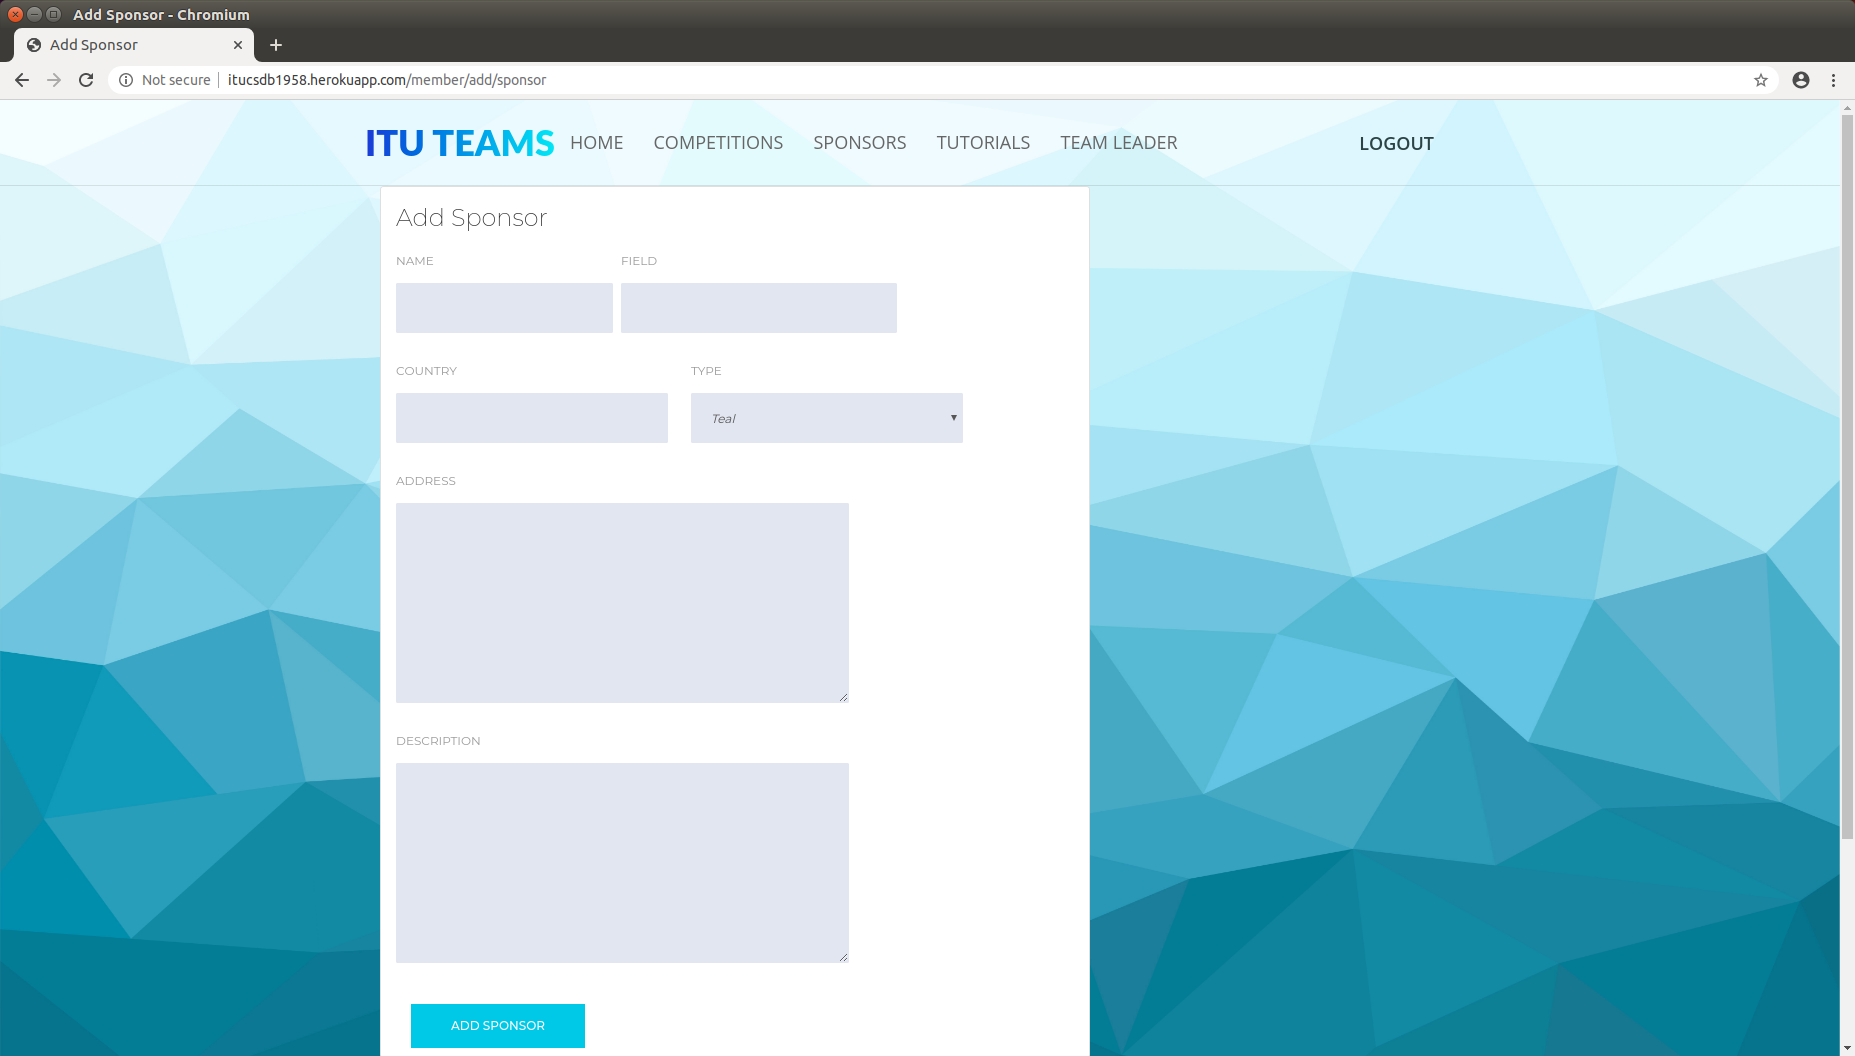 Add Sponsor - Chromium
Add Sponsor
Not secure itucsdb1958.herokuapp.com/member/add/sponsor
ITU TEAMS HOME COMPETITIONS SPONSORS TUTORIALS TEAM LEADER LOGOUT
Add Sponsor
NAME FIELD
COUNTRY TYPE
Teal
ADDRESS
DESCRIPTION
ADD SPONSOR